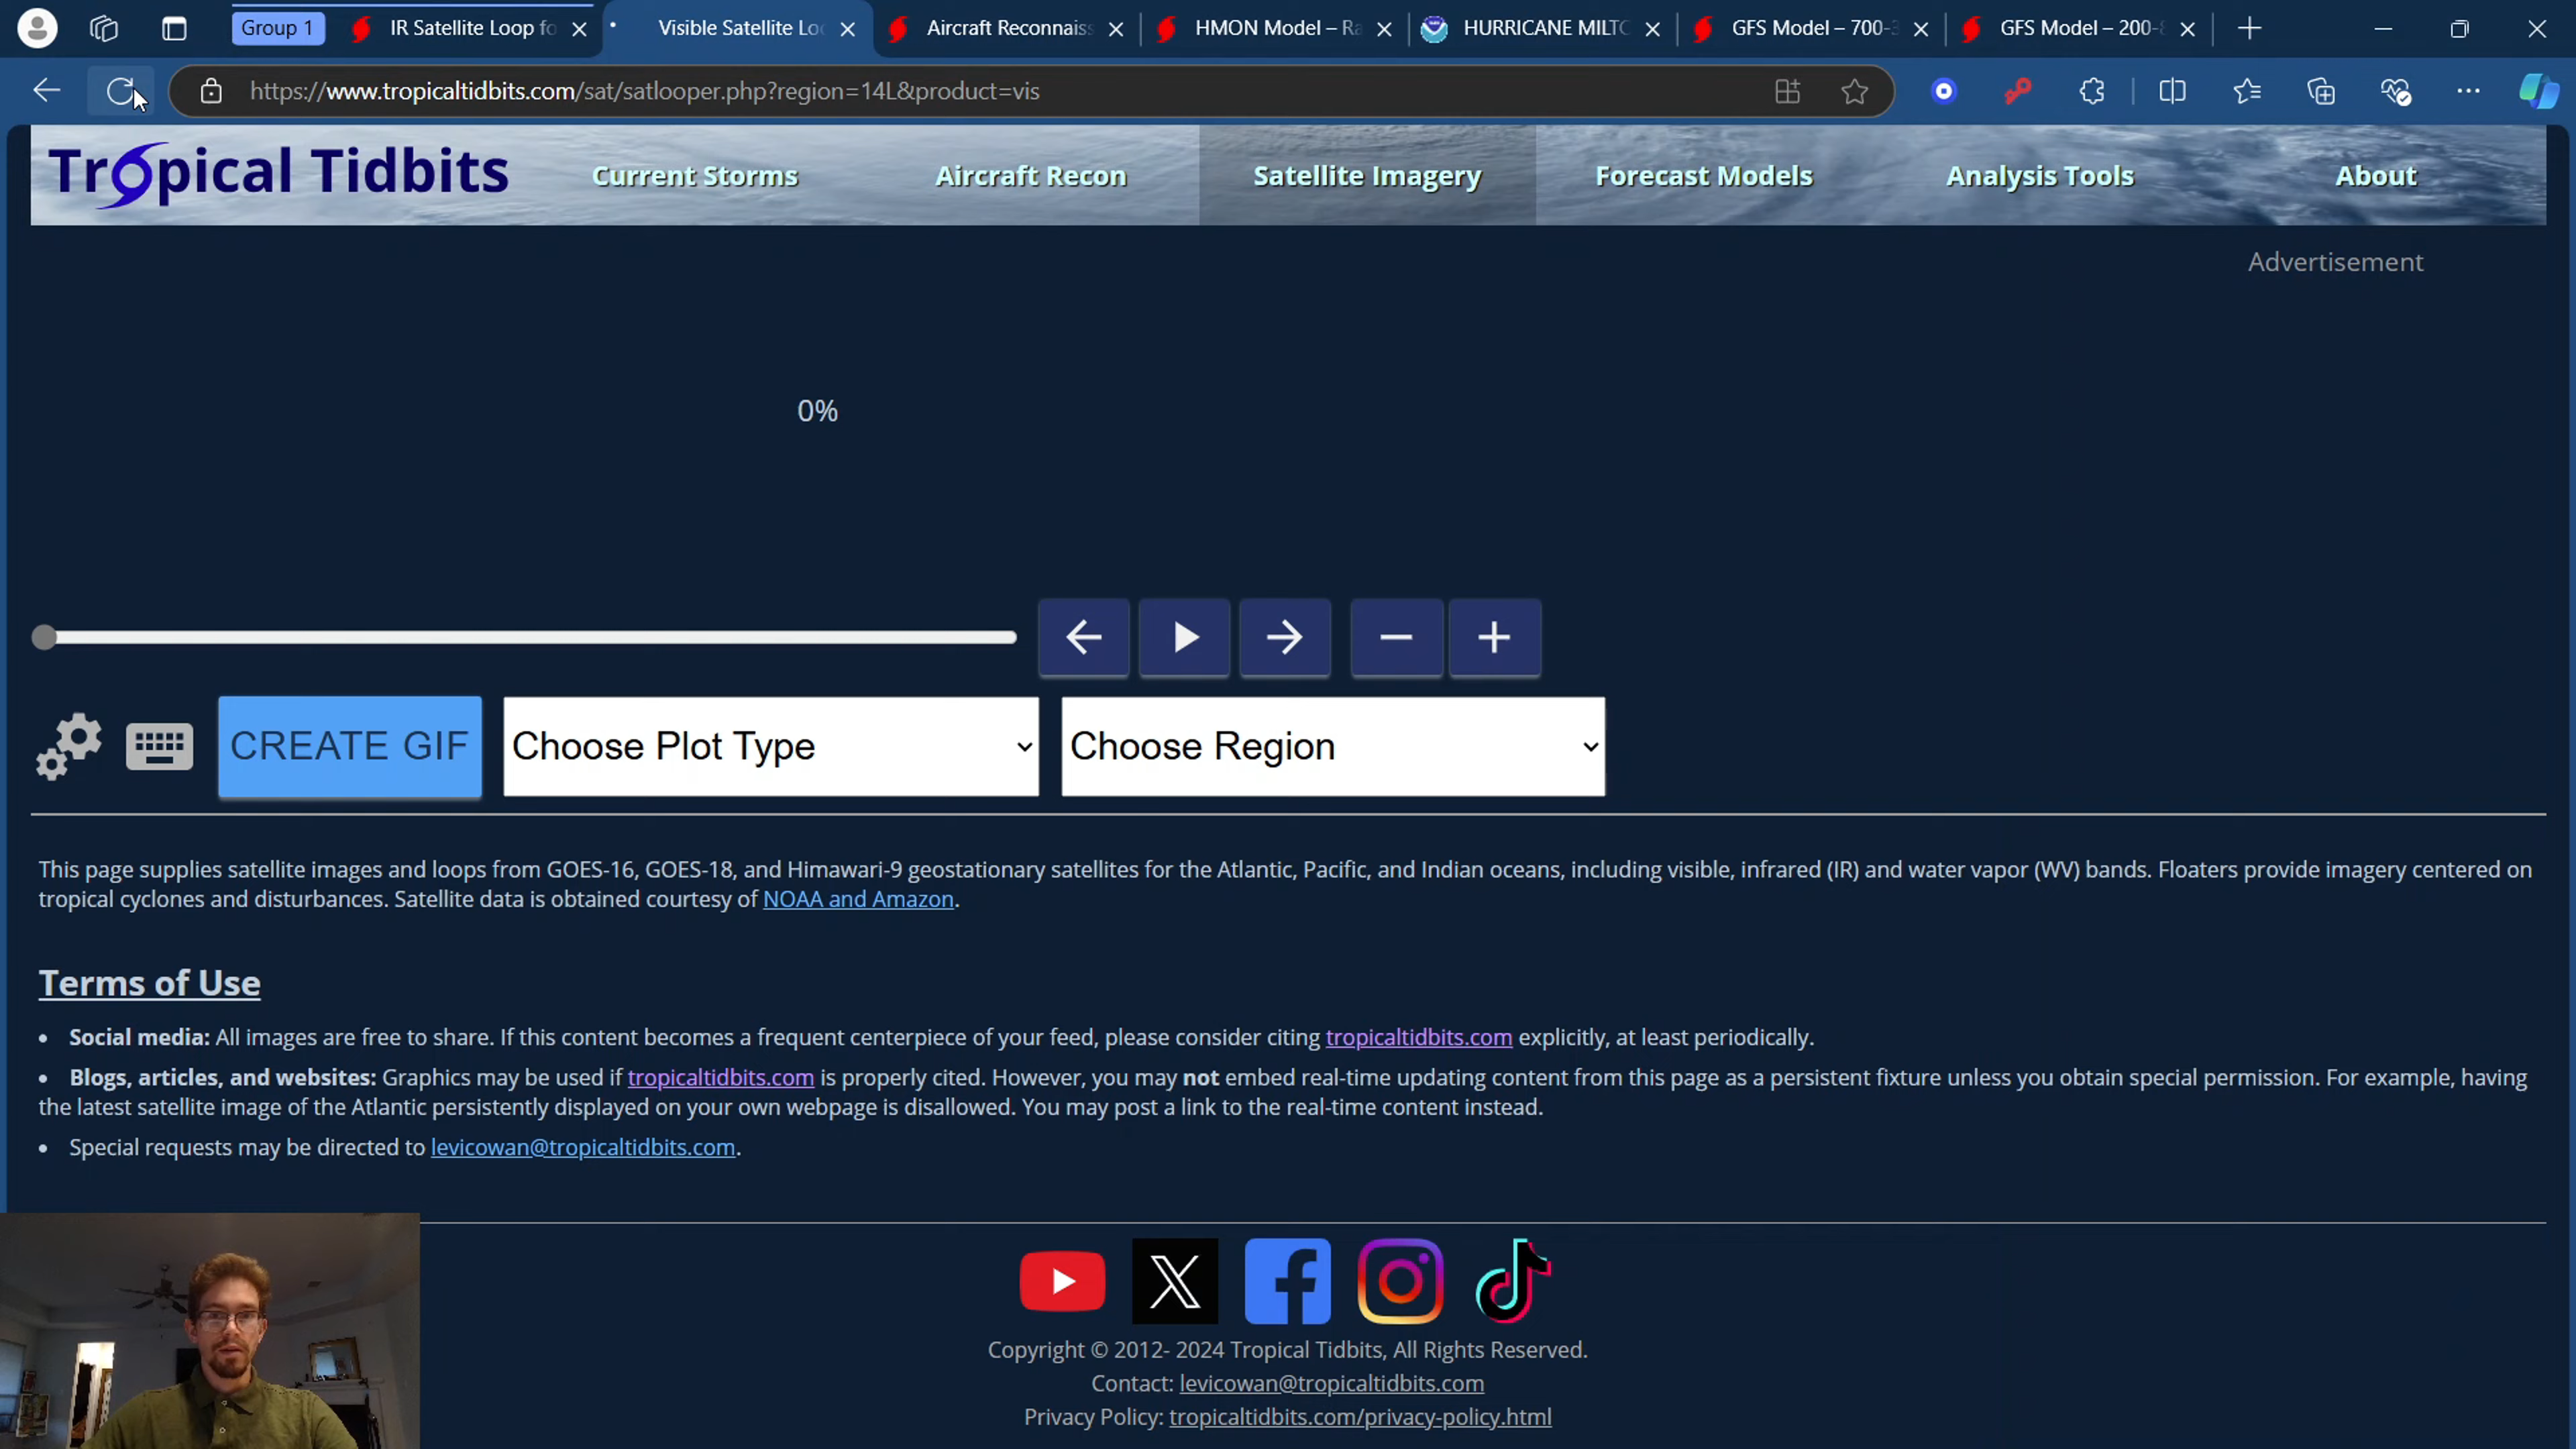 Group 1
IR Satellite Loop fo
Visible Satellite Lo
Aircraft Reconnaiss
HMON Model – Ra
HURRICANE MILTO
GFS Model – 700-3
GFS Model – 200-8
https://www.tropicaltidbits.com/sat/satlooper.php?region=14L&product=vis
Tropical Tidbits
Current Storms
Aircraft Recon
Satellite Imagery
Forecast Models
Analysis Tools
About
Advertisement
0%
CREATE GIF
Choose Plot Type
Choose Region
This page supplies satellite images and loops from GOES-16, GOES-18, and Himawari-9 geostationary satellites for the Atlantic, Pacific, and Indian oceans, including visible, infrared (IR) and water vapor (WV) bands. Floaters provide imagery centered on
tropical cyclones and disturbances. Satellite data is obtained courtesy of NOAA and Amazon.
Terms of Use
• Social media: All images are free to share. If this content becomes a frequent centerpiece of your feed, please consider citing tropicaltidbits.com explicitly, at least periodically.
• Blogs, articles, and websites: Graphics may be used if tropicaltidbits.com is properly cited. However, you may not embed real-time updating content from this page as a persistent fixture unless you obtain special permission. For example, having
the latest satellite image of the Atlantic persistently displayed on your own webpage is disallowed. You may post a link to the real-time content instead.
• Special requests may be directed to levicowan@tropicaltidbits.com.
Copyright © 2012- 2024 Tropical Tidbits, All Rights Reserved.
Contact: levicowan@tropicaltidbits.com
Privacy Policy: tropicaltidbits.com/privacy-policy.html